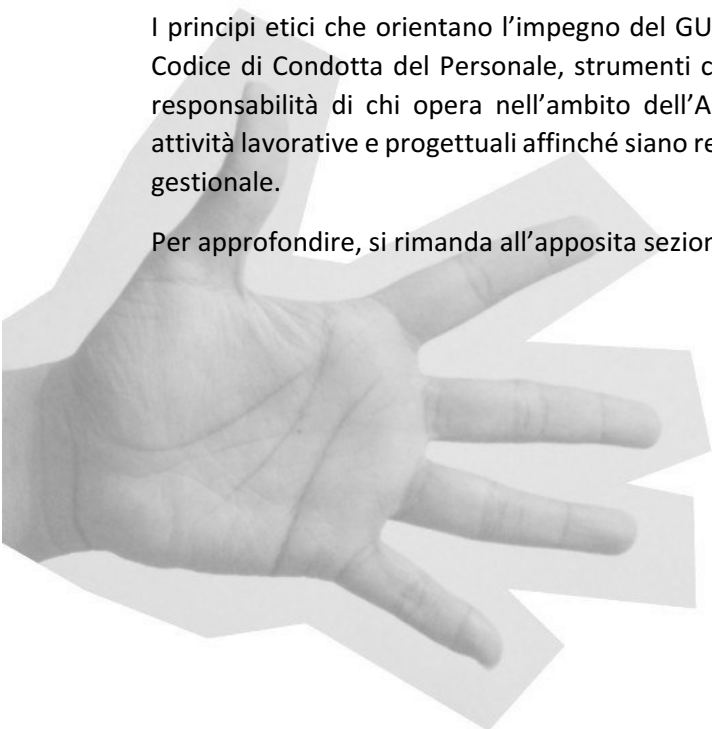 I principi etici che orientano l’impegno del GU
Codice di Condotta del Personale, strumenti c
responsabilità di chi opera nell’ambito dell’A
attività lavorative e progettuali affinché siano re
gestionale.
Per approfondire, si rimanda all’apposita sezion